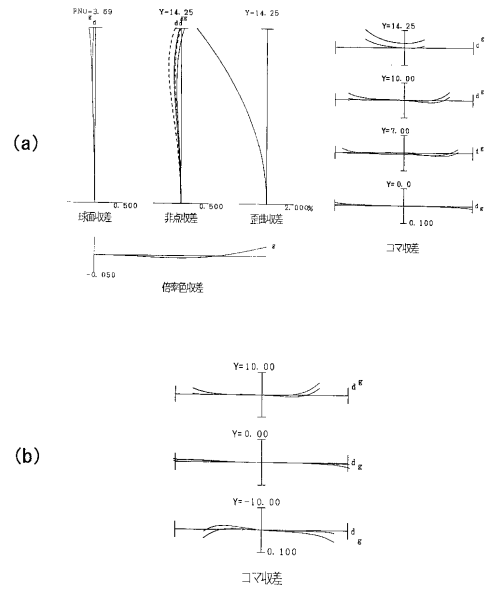 (a)
FNO=3.59
g d
0.500
球面収差
Y=14.25
d d g g
0.500
非点収差
Y=14.25
2.000%
歪曲収差
g
-0.050
倍率色収差
Y=14.25
g
d
Y=10.00
d g
Y=7.00
d g
Y=0.0
d g
0.100
コマ収差
(b)
Y=10.00
d g
Y=0.00
d g
Y=-10.00
d
g
0.100
コマ収差